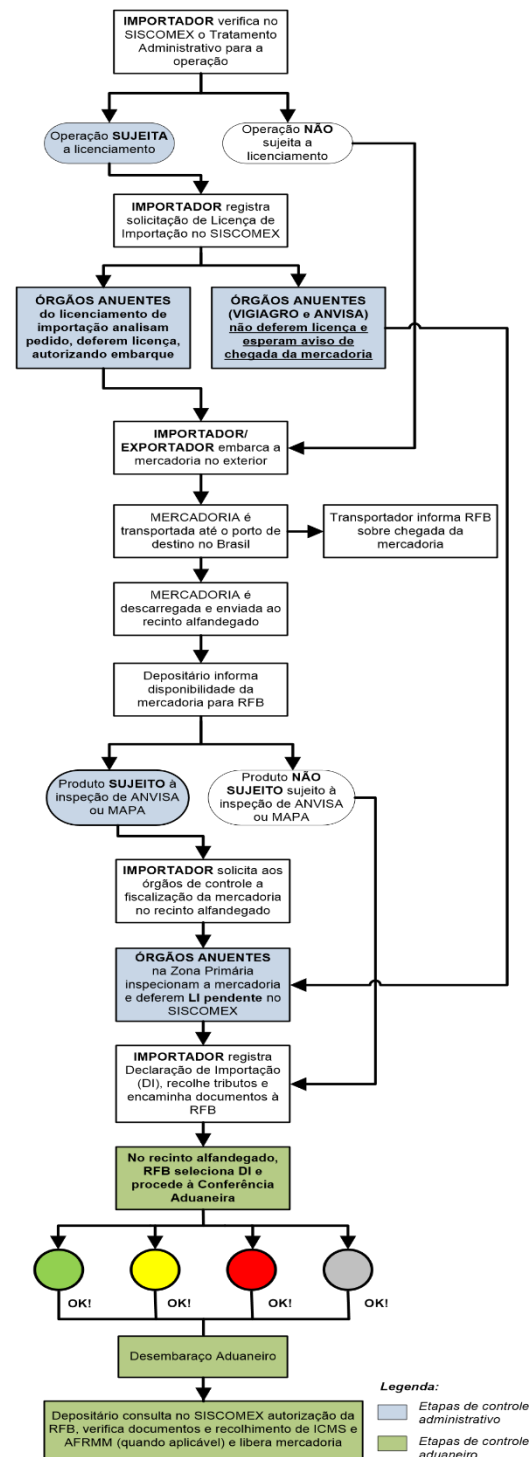 IMPORTADOR verifica no
SISCOMEX o Tratamento
Administrativo para a
operação
Operação SUJEITA
a licenciamento
Operação NÃO
sujeita a
licenciamento
IMPORTADOR registra
solicitação de Licença de
Importação no SISCOMEX
ÓRGÃOS ANUENTES
do licenciamento de
importação analisam
pedido, deferem licença,
autorizando embarque
ÓRGÃOS ANUENTES
(VIGIAGRO e ANVISA)
não deferem licença e
esperam aviso de
chegada da mercadoria
IMPORTADOR/
EXPORTADOR embarca a
mercadoria no exterior
MERCADORIA é
transportada até o porto de
destino no Brasil
Transportador informa RFB
sobre chegada da
mercadoria
MERCADORIA é
descarregada e enviada ao
recinto alfandegado
Depositário informa
disponibilidade da
mercadoria para RFB
Produto SUJEITO à
inspeção de ANVISA
ou MAPA
Produto NÃO
SUJEITO sujeito à
inspeção de ANVISA
ou MAPA
IMPORTADOR solicita aos
órgãos de controle a
fiscalização da mercadoria
no recinto alfandegado
ÓRGÃOS ANUENTES
na Zona Primária
inspecionam a mercadoria
e deferem LI pendente no
SISCOMEX
IMPORTADOR registra
Declaração de Importação
(DI), recolhe tributos e
encaminha documentos à
RFB
No recinto alfandegado,
RFB seleciona DI e
procede à Conferência
Aduaneira
OK!
OK!
OK!
OK!
Desembaraço Aduaneiro
Depositário consulta no SISCOMEX autorização da
RFB, verifica documentos e recolhimento de ICMS e
AFRMM (quando aplicável) e libera mercadoria
Legenda:
Etapas de controle
administrativo
Etapas de controle
aduaneiro